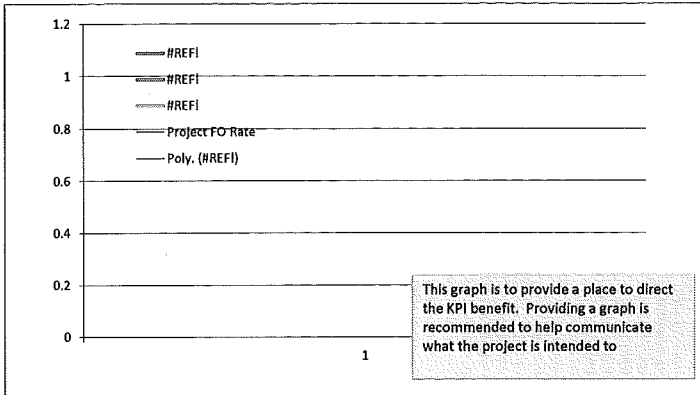 1.2
#REF!
1
#REF!
#REF!
0.8
Project FO Rate
Poly. (#REF!)
0.6
0.4
0.2
This graph is to provide a place to direct
the KPI benefit. Providing a graph is
recommended to help communicate
what the project is intended to
0
1